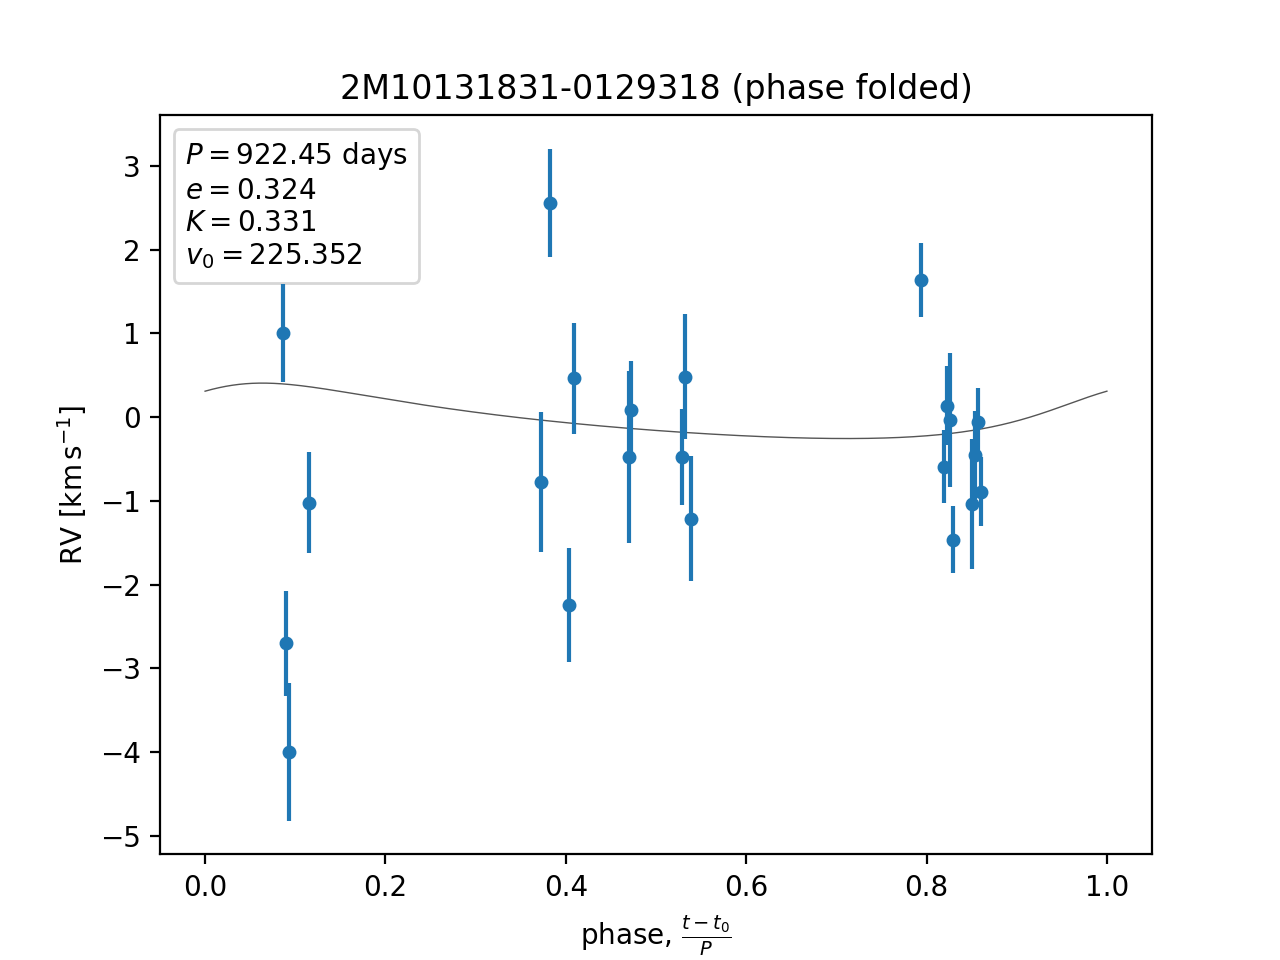 2M10131831-0129318 (phase folded)
P = 922.45 days
e = 0.324
K = 0.331
v₀ = 225.352
3
2
1
0
−1
−2
−3
−4
−5
RV [km s⁻¹]
0.0 0.2 0.4 0.6 0.8 1.0
phase, (t − t₀)/P